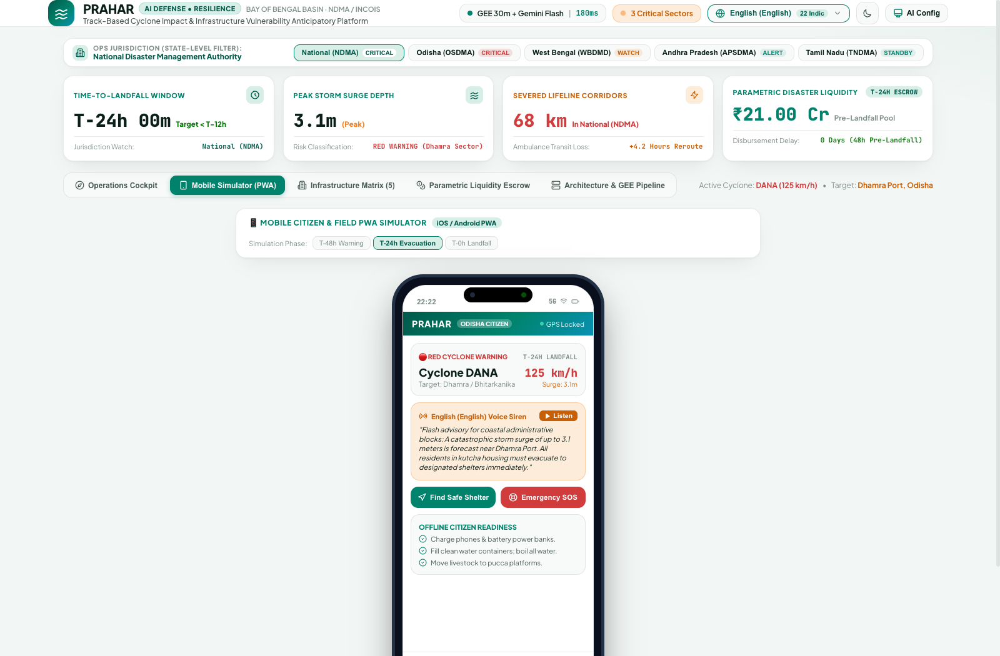 PRAHAR AI DEFENSE • RESILIENCE BAY OF BENGAL BASIN · NDMA / INCOIS
Track-Based Cyclone Impact & Infrastructure Vulnerability Anticipatory Platform
GEE 30m + Gemini Flash | 180ms
3 Critical Sectors
English (English) 22 Indic
AI Config
OPS JURISDICTION (STATE-LEVEL FILTER):
National Disaster Management Authority
National (NDMA) CRITICAL
Odisha (OSDMA) CRITICAL
West Bengal (WBDMD) WATCH
Andhra Pradesh (APSDMA) ALERT
Tamil Nadu (TNDMA) STANDBY
TIME-TO-LANDFALL WINDOW
T-24h 00m Target < T-12h
Jurisdiction Watch: National (NDMA)
PEAK STORM SURGE DEPTH
3.1m (Peak)
Risk Classification: RED WARNING (Dhamra Sector)
SEVERED LIFELINE CORRIDORS
68 km In National (NDMA)
Ambulance Transit Loss: +4.2 Hours Reroute
PARAMETRIC DISASTER LIQUIDITY T-24H ESCROW
₹21.00 Cr Pre-Landfall Pool
Disbursement Delay: 0 Days (48h Pre-Landfall)
Operations Cockpit
Mobile Simulator (PWA)
Infrastructure Matrix (5)
Parametric Liquidity Escrow
Architecture & GEE Pipeline
Active Cyclone: DANA (125 km/h) • Target: Dhamra Port, Odisha
MOBILE CITIZEN & FIELD PWA SIMULATOR iOS / Android PWA
Simulation Phase: T-48h Warning T-24h Evacuation T-0h Landfall
22:22 5G
PRAHAR ODISHA CITIZEN GPS Locked
RED CYCLONE WARNING T-24H LANDFALL
Cyclone DANA 125 km/h
Target: Dhamra / Bhitarkanika Surge: 3.1m
English (English) Voice Siren Listen
"Flash advisory for coastal administrative
blocks: A catastrophic storm surge of up to 3.1
meters is forecast near Dhamra Port. All
residents in kutcha housing must evacuate to
designated shelters immediately."
Find Safe Shelter
Emergency SOS
OFFLINE CITIZEN READINESS
Charge phones & battery power banks.
Fill clean water containers; boil all water.
Move livestock to pucca platforms.